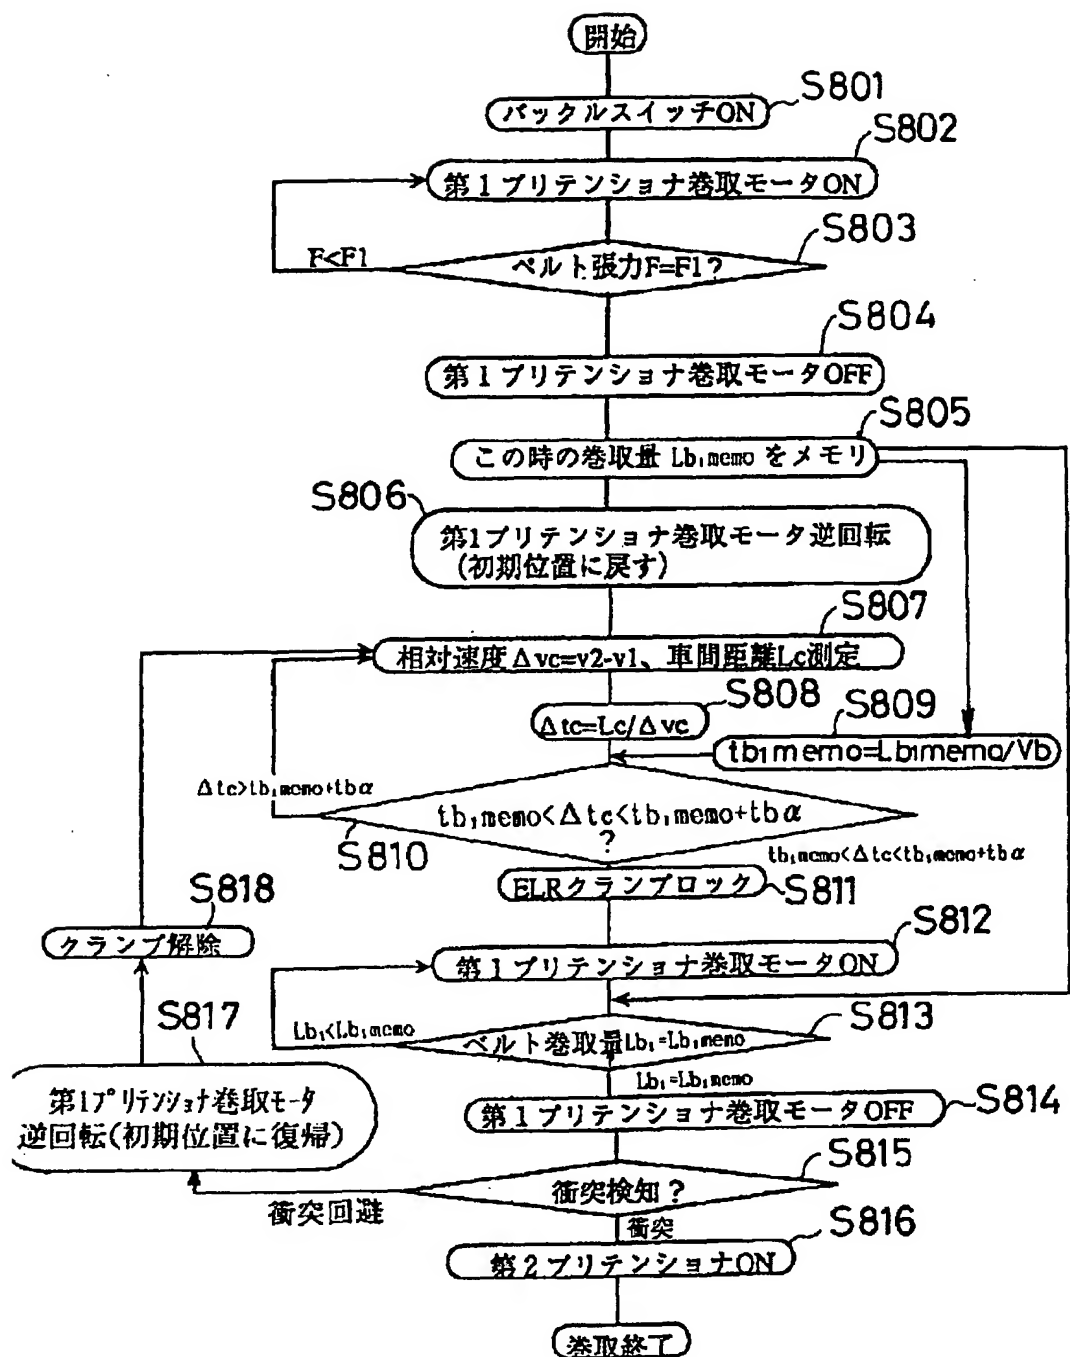 開始
S801
バックルスイッチON
S802
第1プリテンショナ巻取モータON
S803
F<F1
ベルト張力F=F1?
S804
第1プリテンショナ巻取モータOFF
S805
この時の巻取量 Lb₁memo をメモリ
S806
第1プリテンショナ巻取モータ逆回転
(初期位置に戻す)
S807
相対速度Δvc=v2-v1、車間距離Lc測定
S808
Δtc=Lc/Δvc
S809
tb₁memo=Lb₁memo/Vb
Δtc>tb₁memo+tbα
tb₁memo<Δtc<tb₁memo+tbα
?
S810
tb₁memo<Δtc<tb₁memo+tbα
ELRクランプロック
S811
S818
クランプ解除
S812
第1プリテンショナ巻取モータON
S817
Lb₁<Lb₁memo
S813
ベルト巻取量Lb₁=Lb₁memo
Lb₁=Lb₁memo
第1プリテンショナ巻取モータ
逆回転(初期位置に復帰)
第1プリテンショナ巻取モータOFF
S814
S815
衝突検知?
衝突回避
衝突
S816
第2プリテンショナON
巻取終了